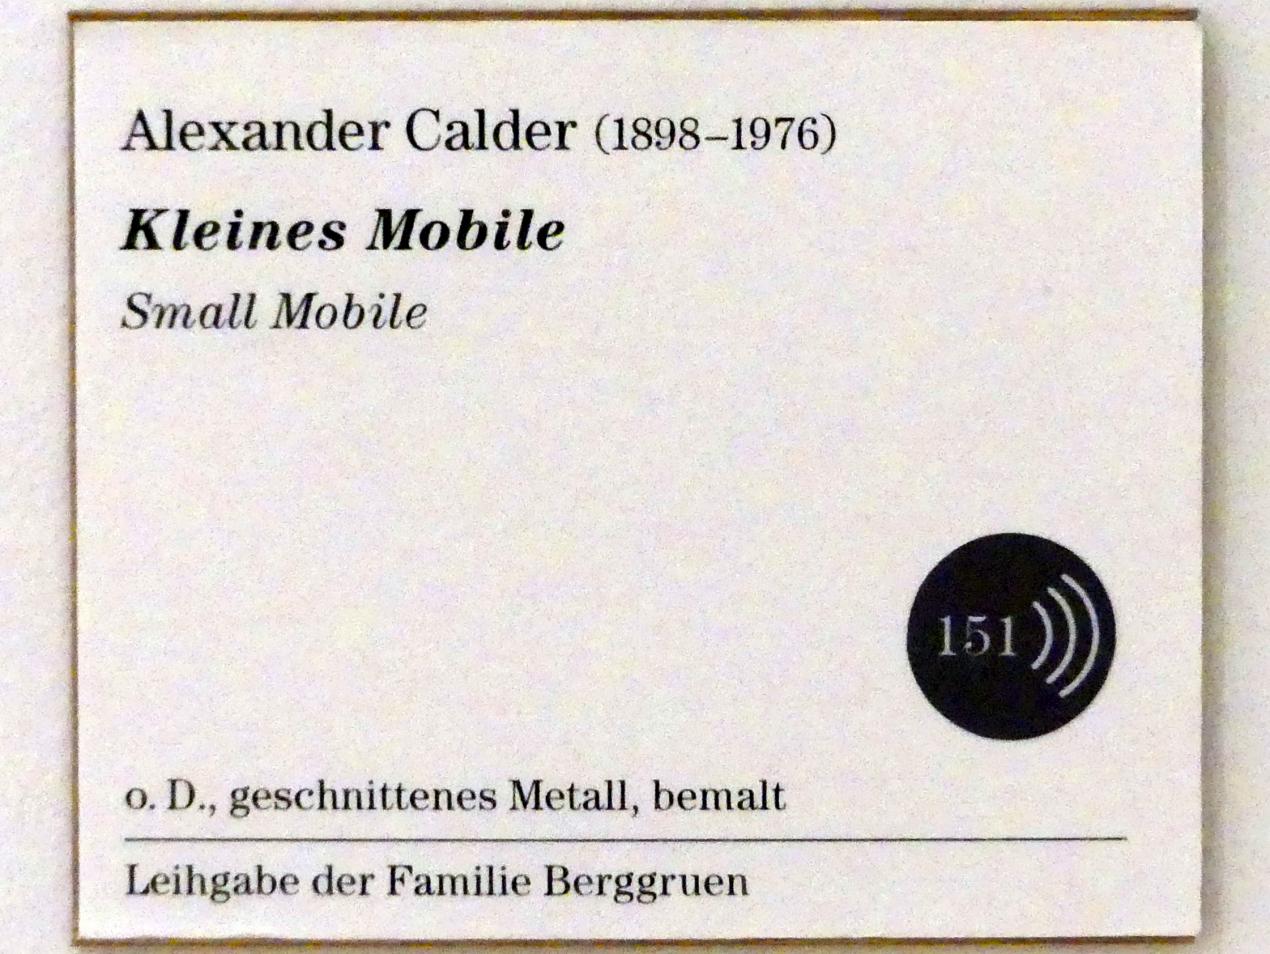 Alexander Calder (1898–1976)
Kleines Mobile
Small Mobile
151
o. D., geschnittenes Metall, bemalt
Leihgabe der Familie Berggruen